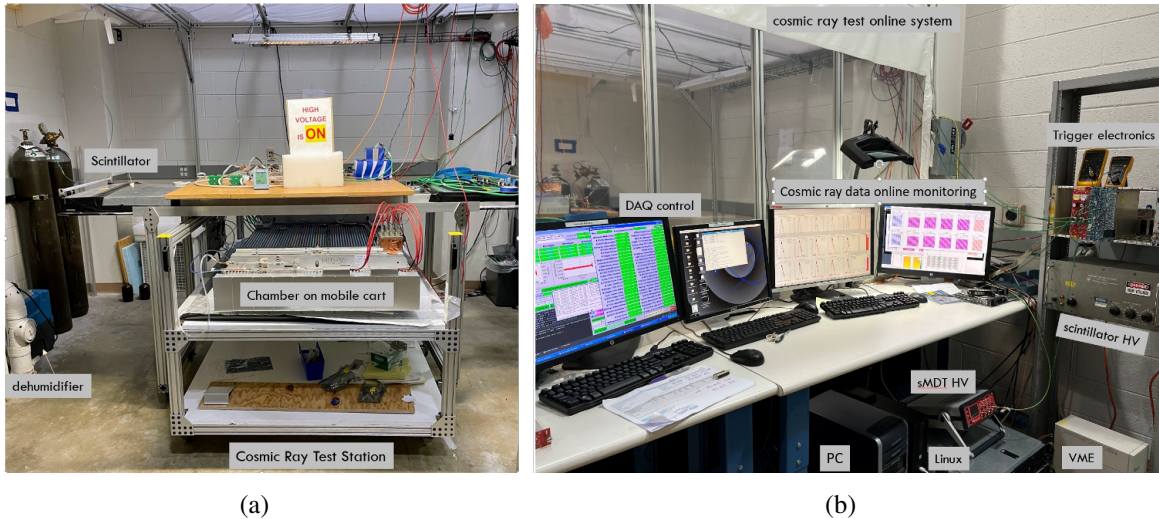 HIGH
VOLTAGE
IS ON
Scintillator
Chamber on mobile cart
dehumidifier
Cosmic Ray Test Station
(a)
cosmic ray test online system
Trigger electronics
Cosmic ray data online monitoring
DAQ control
scintillator HV
sMDT HV
PC
Linux
VME
(b)